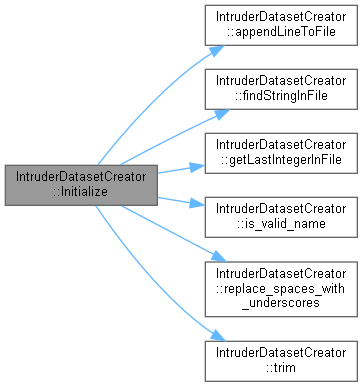 IntruderDatasetCreator
::Initialize
IntruderDatasetCreator
::appendLineToFile
IntruderDatasetCreator
::findStringInFile
IntruderDatasetCreator
::getLastIntegerInFile
IntruderDatasetCreator
::is_valid_name
IntruderDatasetCreator
::replace_spaces_with
_underscores
IntruderDatasetCreator
::trim